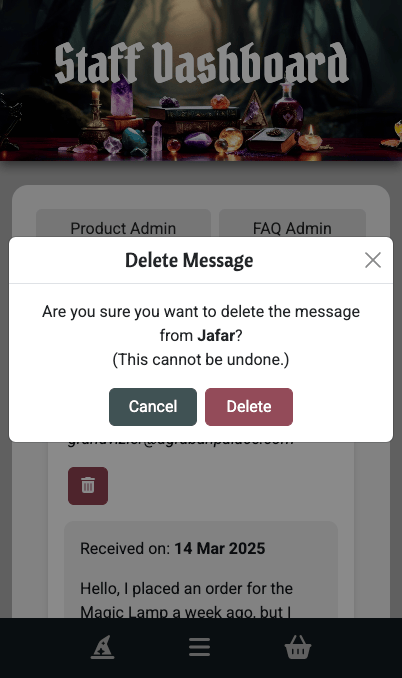 Staff Dashboard
Product Admin
FAQ Admin
Delete Message
Are you sure you want to delete the message
from Jafar?
(This cannot be undone.)
Cancel
Delete
Received on: 14 Mar 2025
Hello, I placed an order for the
Magic Lamp a week ago, but I